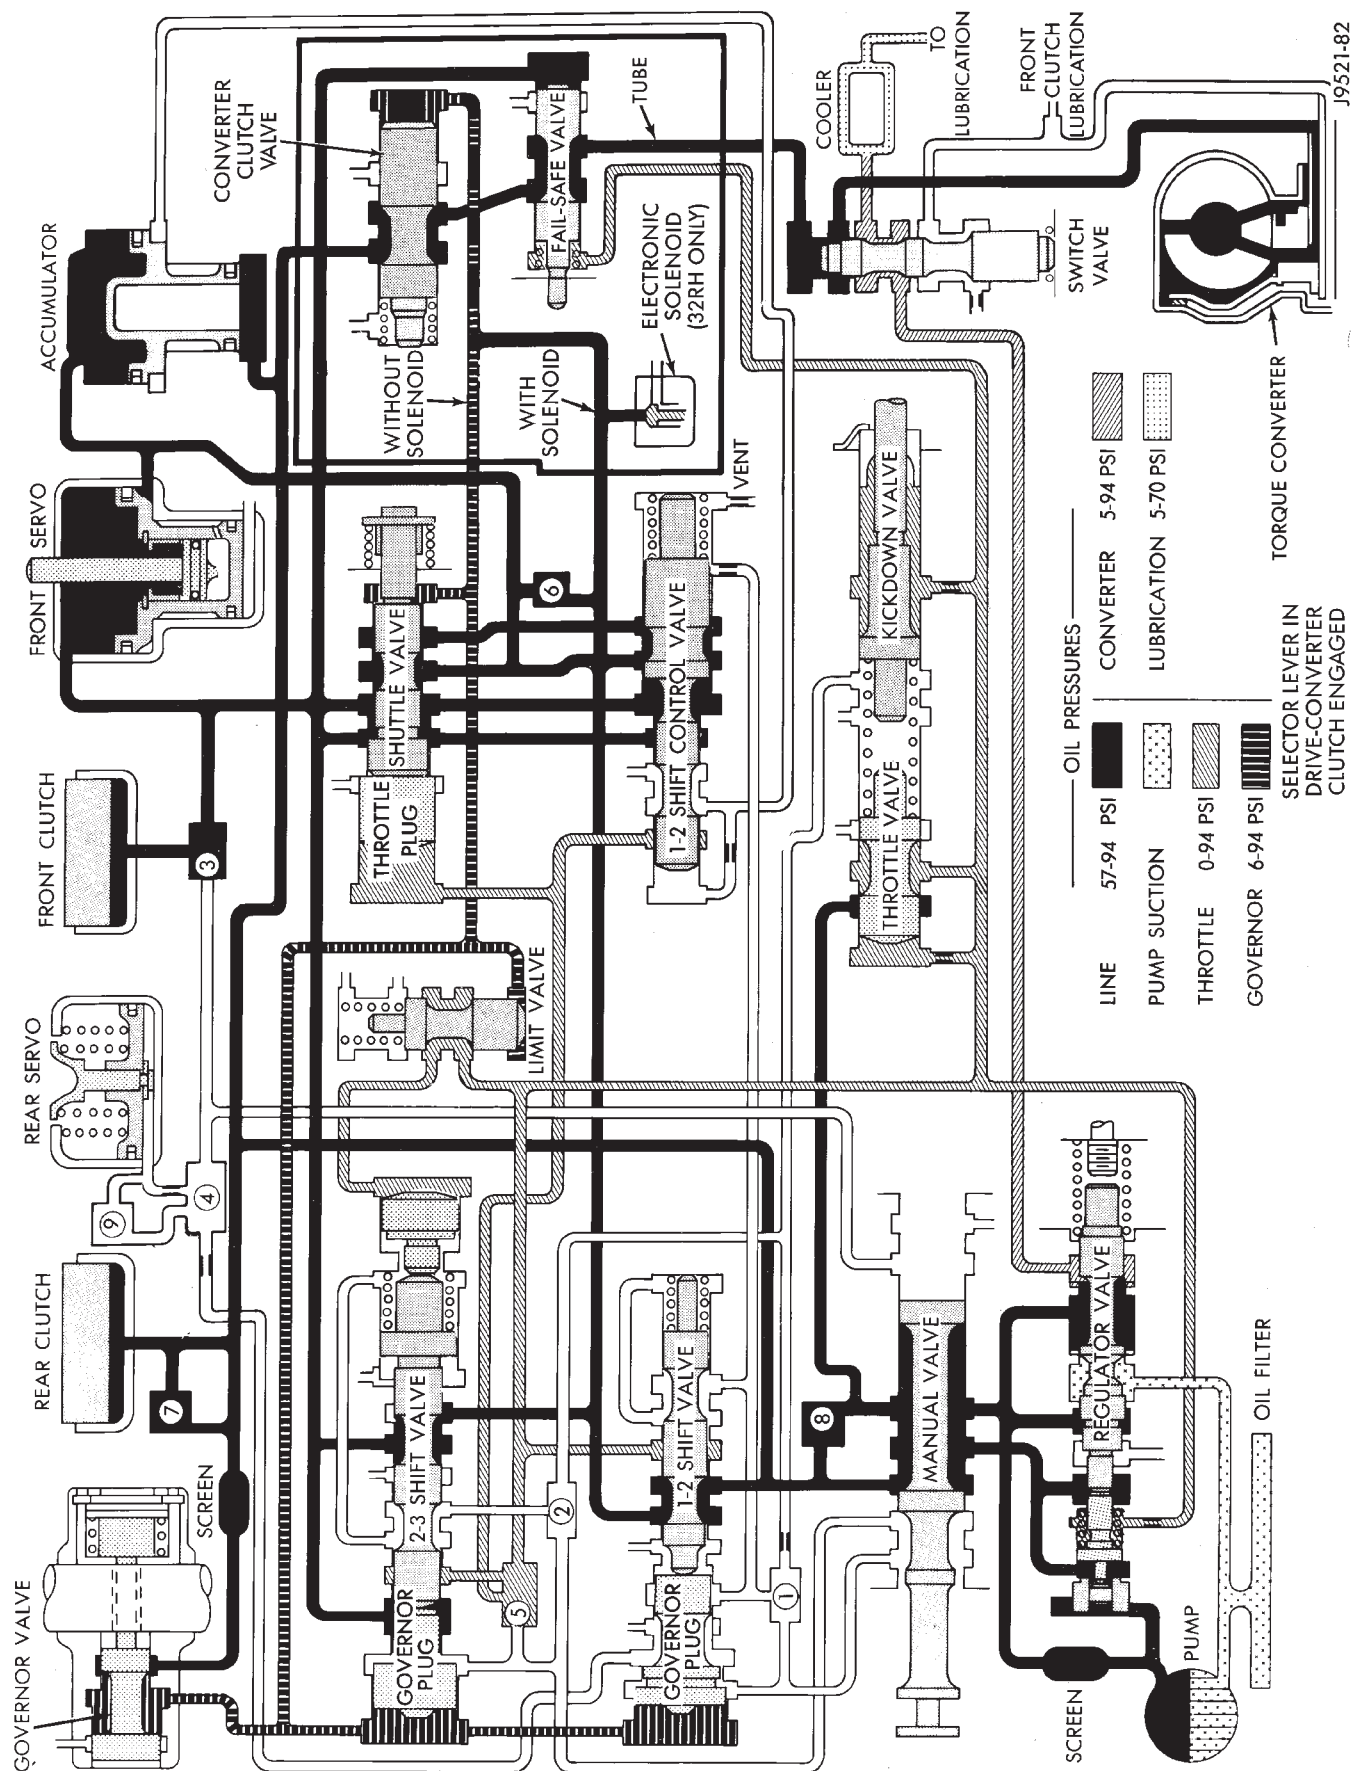 GOVERNOR VALVE
SCREEN
REAR CLUTCH
7
9
4
REAR SERVO
FRONT CLUTCH
3
FRONT SERVO
ACCUMULATOR
CONVERTER
CLUTCH
VALVE
GOVERNOR
PLUG
2-3 SHIFT VALVE
5
2
LIMIT VALVE
THROTTLE
PLUG
SHUTTLE VALVE
6
WITHOUT
SOLENOID
WITH
SOLENOID
FAIL-SAFE VALVE
TUBE
ELECTRONIC
SOLENOID
(32RH ONLY)
GOVERNOR
PLUG
1-2 SHIFT VALVE
1
8
1-2 SHIFT CONTROL VALVE
VENT
COOLER
TO
LUBRICATION
FRONT
CLUTCH
LUBRICATION
SWITCH
VALVE
MANUAL VALVE
THROTTLE VALVE
KICKDOWN VALVE
REGULATOR VALVE
SCREEN
PUMP
OIL FILTER
OIL PRESSURES
LINE 57-94 PSI
PUMP SUCTION
THROTTLE 0-94 PSI
GOVERNOR 6-94 PSI
CONVERTER 5-94 PSI
LUBRICATION 5-70 PSI
SELECTOR LEVER IN
DRIVE-CONVERTER
CLUTCH ENGAGED
TORQUE CONVERTER
J9521-82